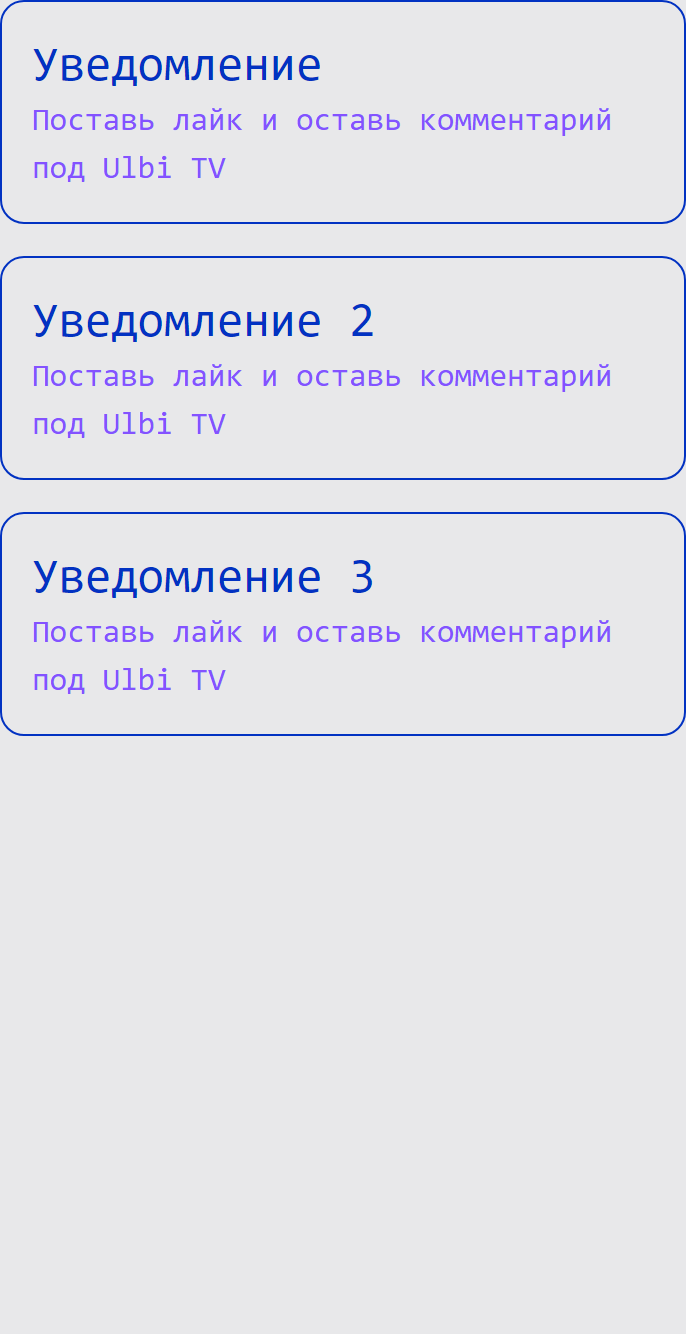 Уведомление
Поставь лайк и оставь комментарий
под Ulbi TV
Уведомление 2
Поставь лайк и оставь комментарий
под Ulbi TV
Уведомление 3
Поставь лайк и оставь комментарий
под Ulbi TV